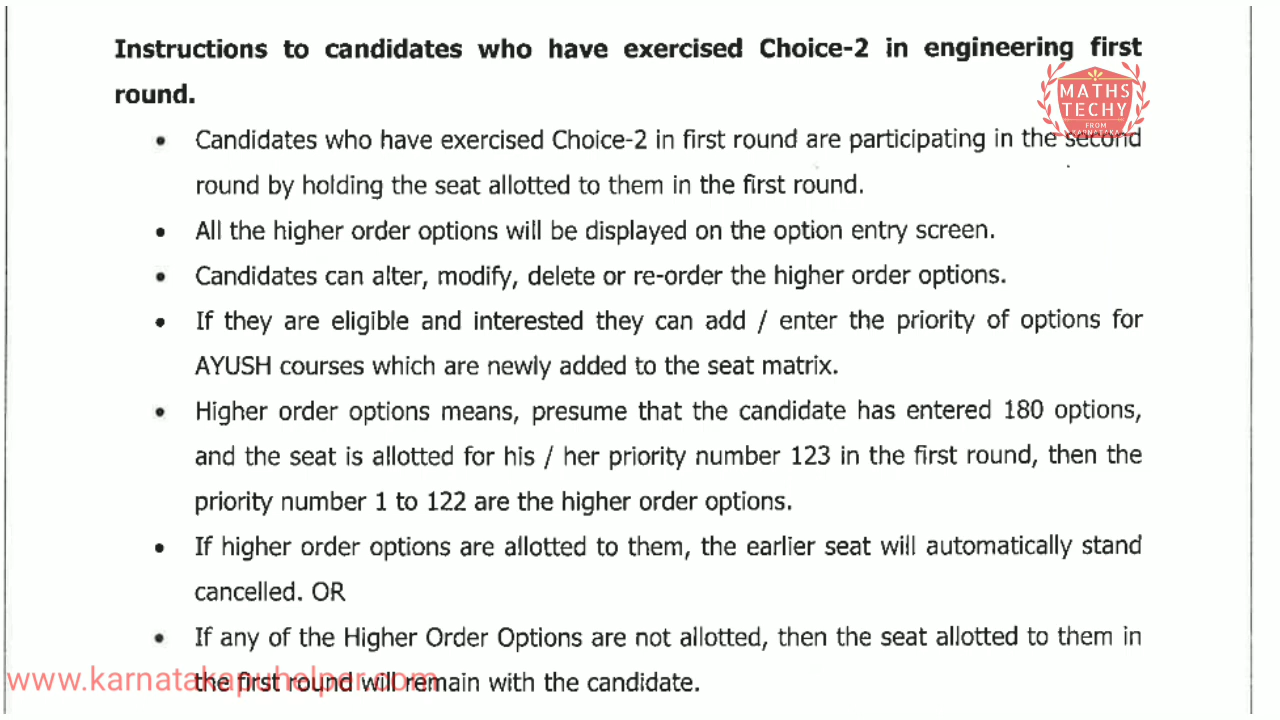 Instructions to candidates who have exercised Choice-2 in engineering first
round.
MATHS
TECHY
FROM
KARNATAKA
• Candidates who have exercised Choice-2 in first round are participating in the second
round by holding the seat allotted to them in the first round.
• All the higher order options will be displayed on the option entry screen.
• Candidates can alter, modify, delete or re-order the higher order options.
• If they are eligible and interested they can add / enter the priority of options for
AYUSH courses which are newly added to the seat matrix.
• Higher order options means, presume that the candidate has entered 180 options,
and the seat is allotted for his / her priority number 123 in the first round, then the
priority number 1 to 122 are the higher order options.
• If higher order options are allotted to them, the earlier seat will automatically stand
cancelled. OR
• If any of the Higher Order Options are not allotted, then the seat allotted to them in
the first round will remain with the candidate.
www.karnatakapuhelper.com